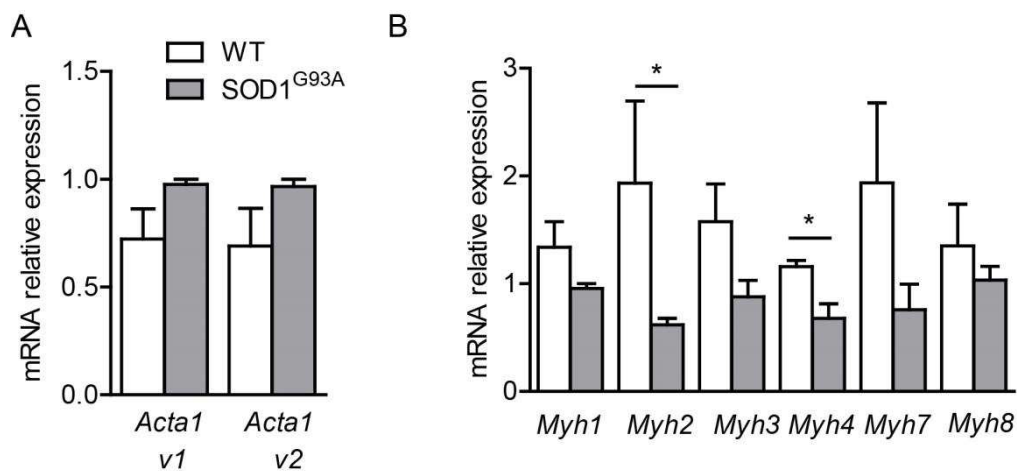 A
WT
SOD1G93A
mRNA relative expression
1.5
1.0
0.5
0.0
Acta1 v1
Acta1 v2
B
mRNA relative expression
3
2
1
0
*
*
Myh1 Myh2 Myh3 Myh4 Myh7 Myh8